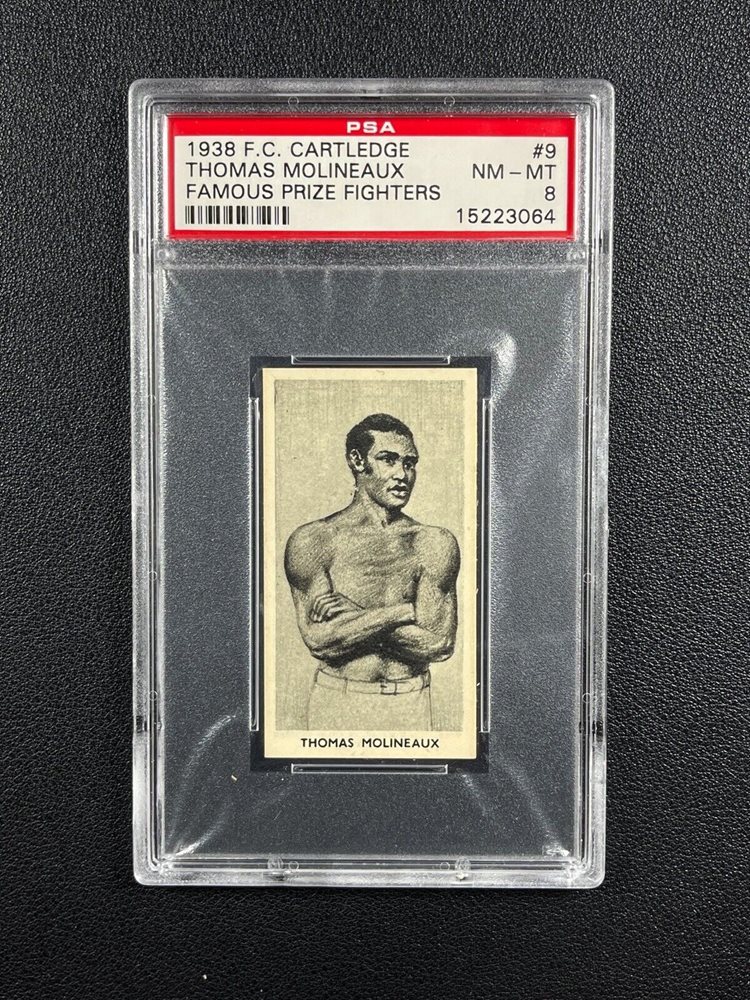 PSA
1938 F.C. CARTLEDGE #9
THOMAS MOLINEAUX NM-MT
FAMOUS PRIZE FIGHTERS 8
15223064
THOMAS MOLINEAUX